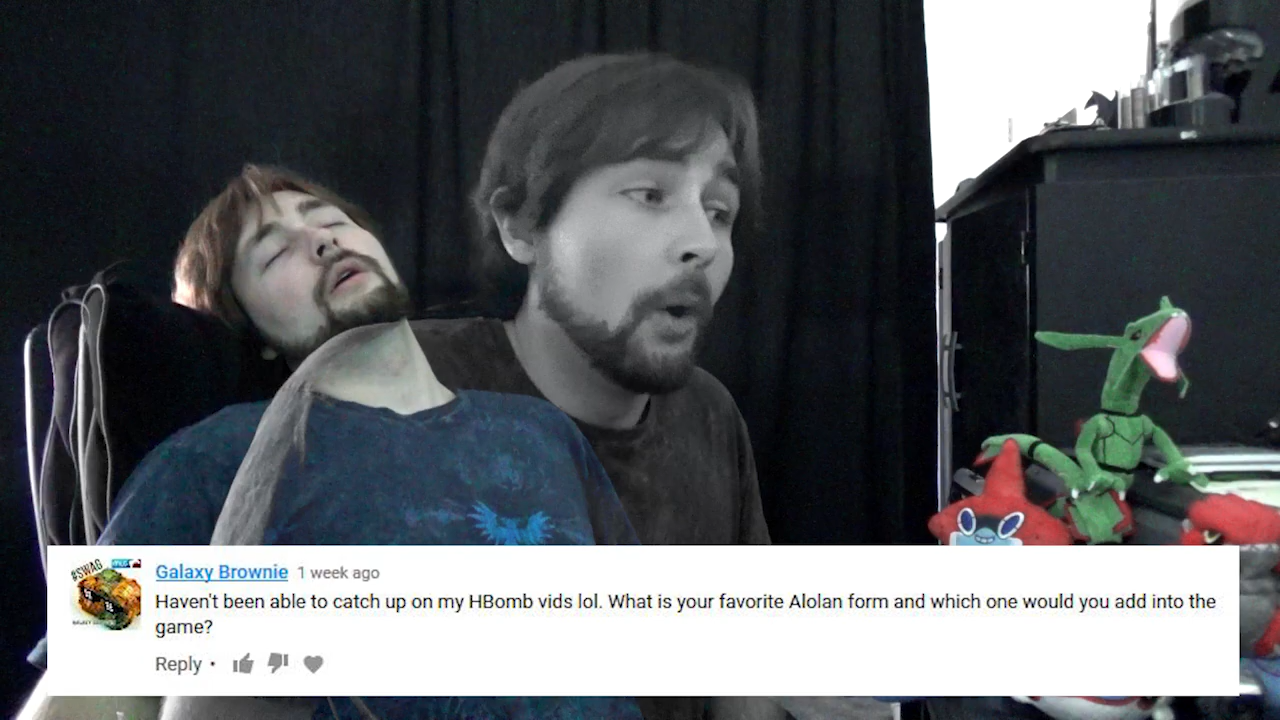 #SWAG
Galaxy Brownie 1 week ago
Haven't been able to catch up on my HBomb vids lol. What is your favorite Alolan form and which one would you add into the
game?
Reply •